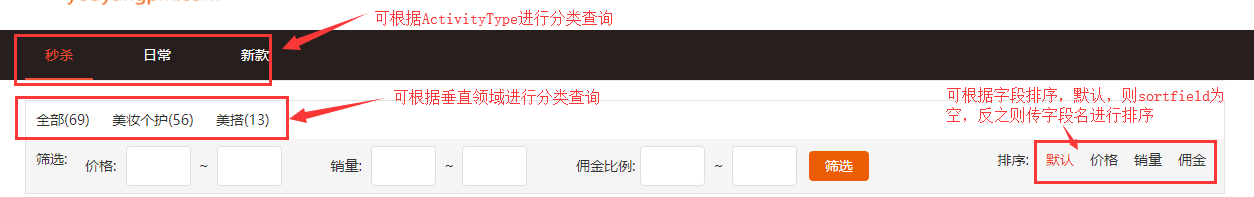 youyangpin.com
可根据ActivityType进行分类查询
秒杀 日常 新款
可根据垂直领域进行分类查询
可根据字段排序，默认，则sortfield为
空，反之则传字段名进行排序
全部(69) 美妆个护(56) 美搭(13)
筛选: 价格: ~ 销量: ~ 佣金比例: ~ 筛选 排序: 默认 价格 销量 佣金